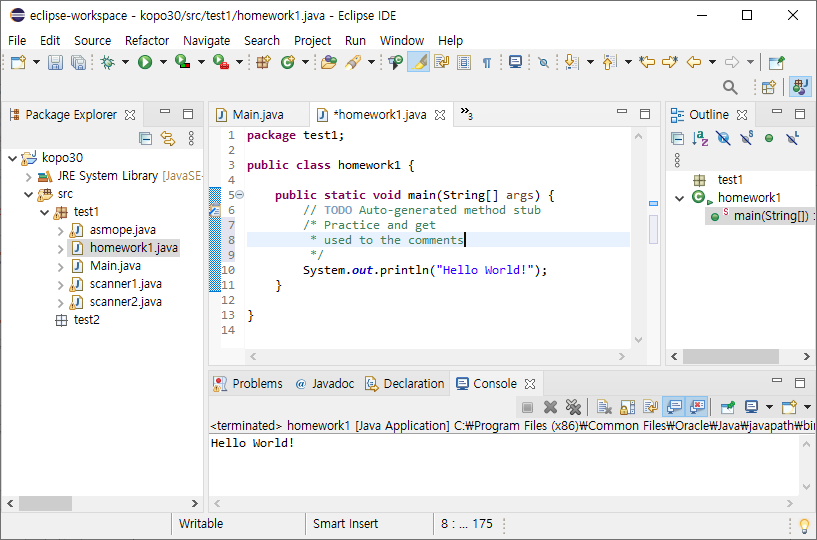 eclipse-workspace - kopo30/src/test1/homework1.java - Eclipse IDE
File Edit Source Refactor Navigate Search Project Run Window Help
Package Explorer
kopo30
JRE System Library [JavaSE-
src
test1
asmope.java
homework1.java
Main.java
scanner1.java
scanner2.java
test2
Main.java *homework1.java »3
1 package test1;
2
3 public class homework1 {
4
5 public static void main(String[] args) {
6 // TODO Auto-generated method stub
7 /* Practice and get
8 * used to the comments
9 */
10 System.out.println("Hello World!");
11 }
12
13 }
14
Outline
test1
homework1
S main(String[]) :
Problems @ Javadoc Declaration Console
<terminated> homework1 [Java Application] C:₩Program Files (x86)₩Common Files₩Oracle₩Java₩javapath₩bin
Hello World!
Writable Smart Insert 8 : ... 175